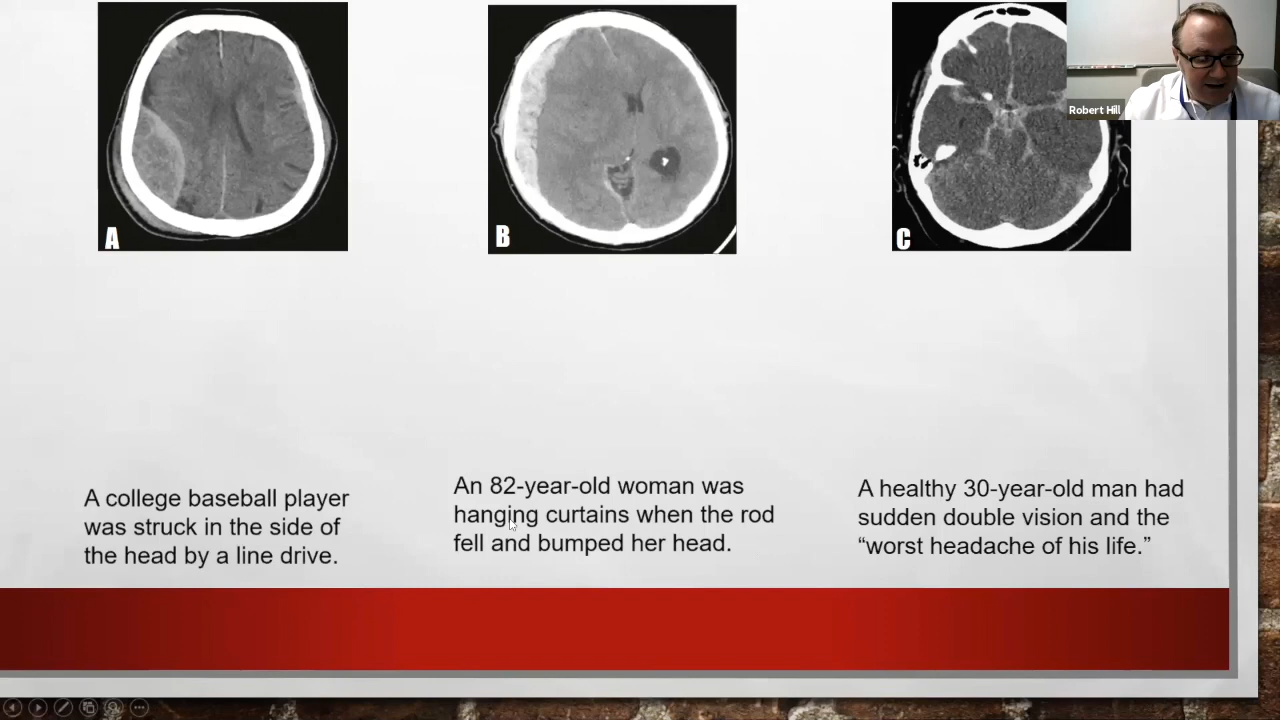 Robert Hill
A
B
C
A college baseball player
was struck in the side of
the head by a line drive.
An 82-year-old woman was
hanging curtains when the rod
fell and bumped her head.
A healthy 30-year-old man had
sudden double vision and the
“worst headache of his life.”